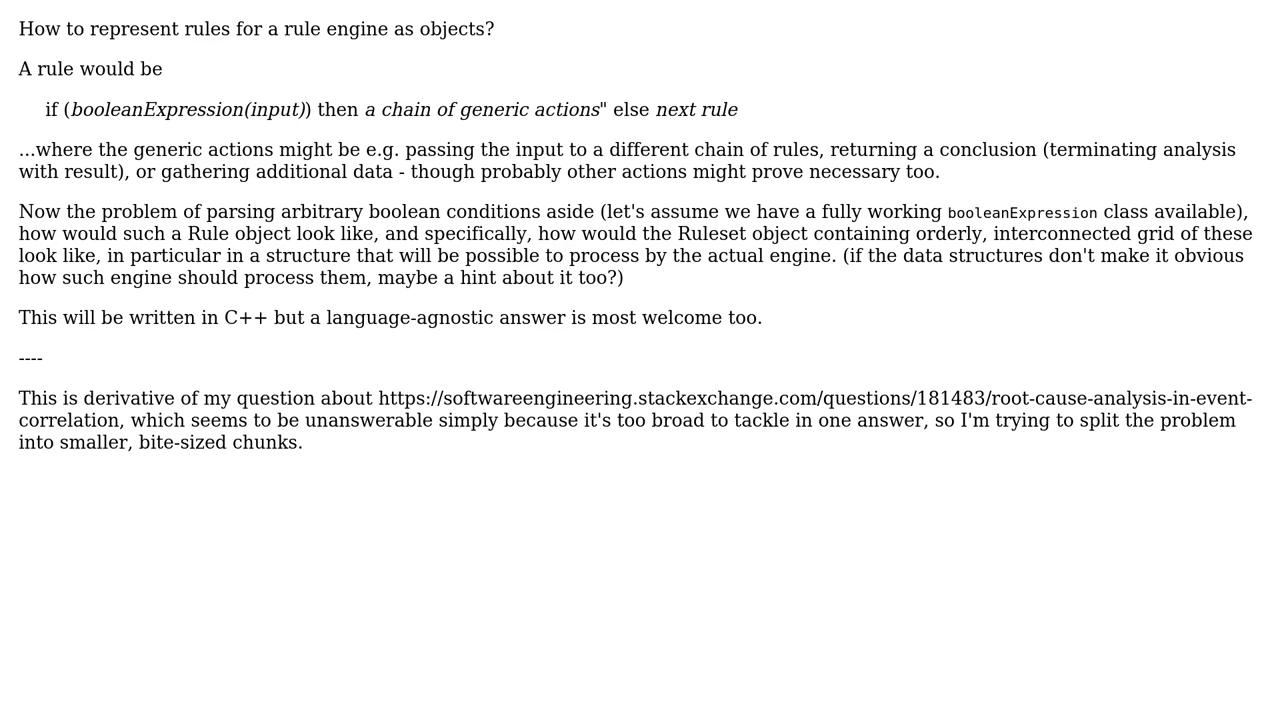 How to represent rules for a rule engine as objects?
A rule would be
if (booleanExpression(input)) then a chain of generic actions" else next rule
...where the generic actions might be e.g. passing the input to a different chain of rules, returning a conclusion (terminating analysis
with result), or gathering additional data - though probably other actions might prove necessary too.
Now the problem of parsing arbitrary boolean conditions aside (let's assume we have a fully working booleanExpression class available),
how would such a Rule object look like, and specifically, how would the Ruleset object containing orderly, interconnected grid of these
look like, in particular in a structure that will be possible to process by the actual engine. (if the data structures don't make it obvious
how such engine should process them, maybe a hint about it too?)
This will be written in C++ but a language-agnostic answer is most welcome too.
----
This is derivative of my question about https://softwareengineering.stackexchange.com/questions/181483/root-cause-analysis-in-event-
correlation, which seems to be unanswerable simply because it's too broad to tackle in one answer, so I'm trying to split the problem
into smaller, bite-sized chunks.